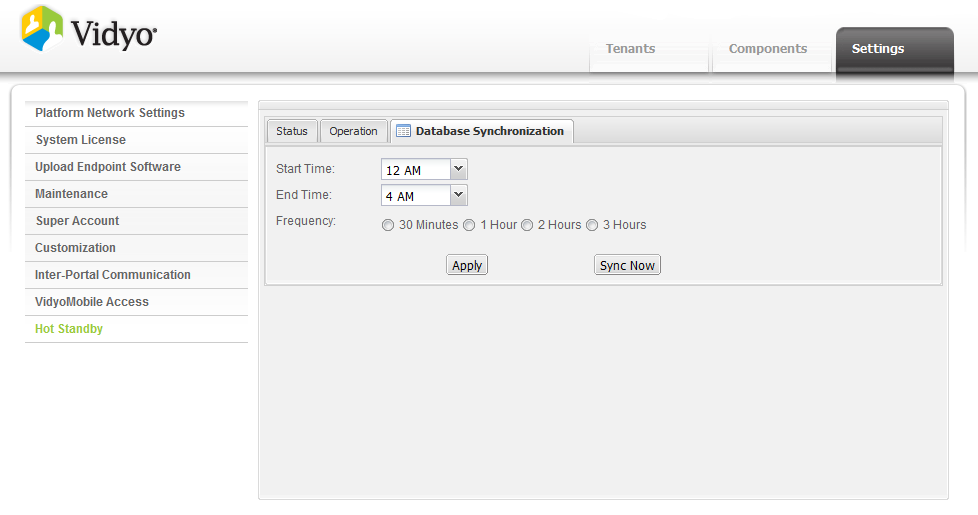 Vidyo
Tenants Components Settings
Platform Network Settings
System License
Upload Endpoint Software
Maintenance
Super Account
Customization
Inter-Portal Communication
VidyoMobile Access
Hot Standby
Status Operation Database Synchronization
Start Time: 12 AM
End Time: 4 AM
Frequency: 30 Minutes 1 Hour 2 Hours 3 Hours
Apply Sync Now